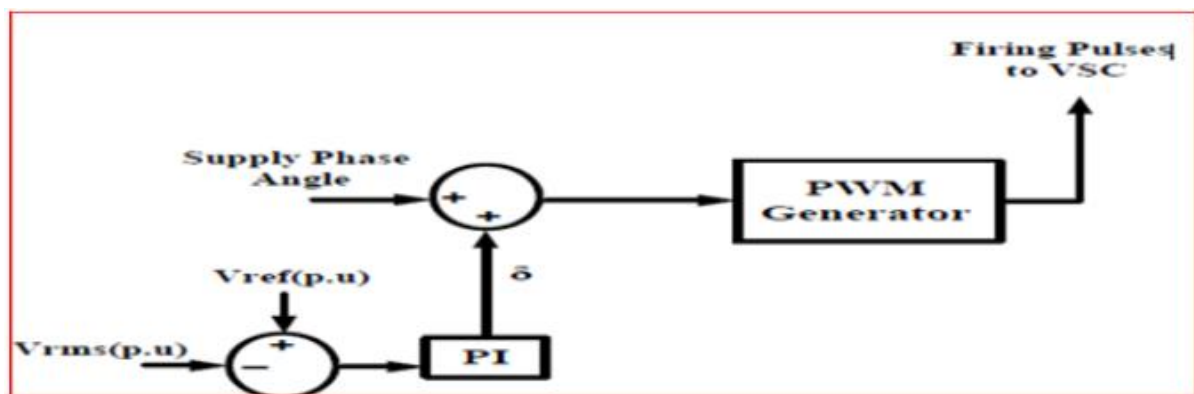 Firing Pulses
to VSC
Supply Phase
Angle
+
+
PWM
Generator
Vref(p.u)
δ
Vrms(p.u)
+
−
PI